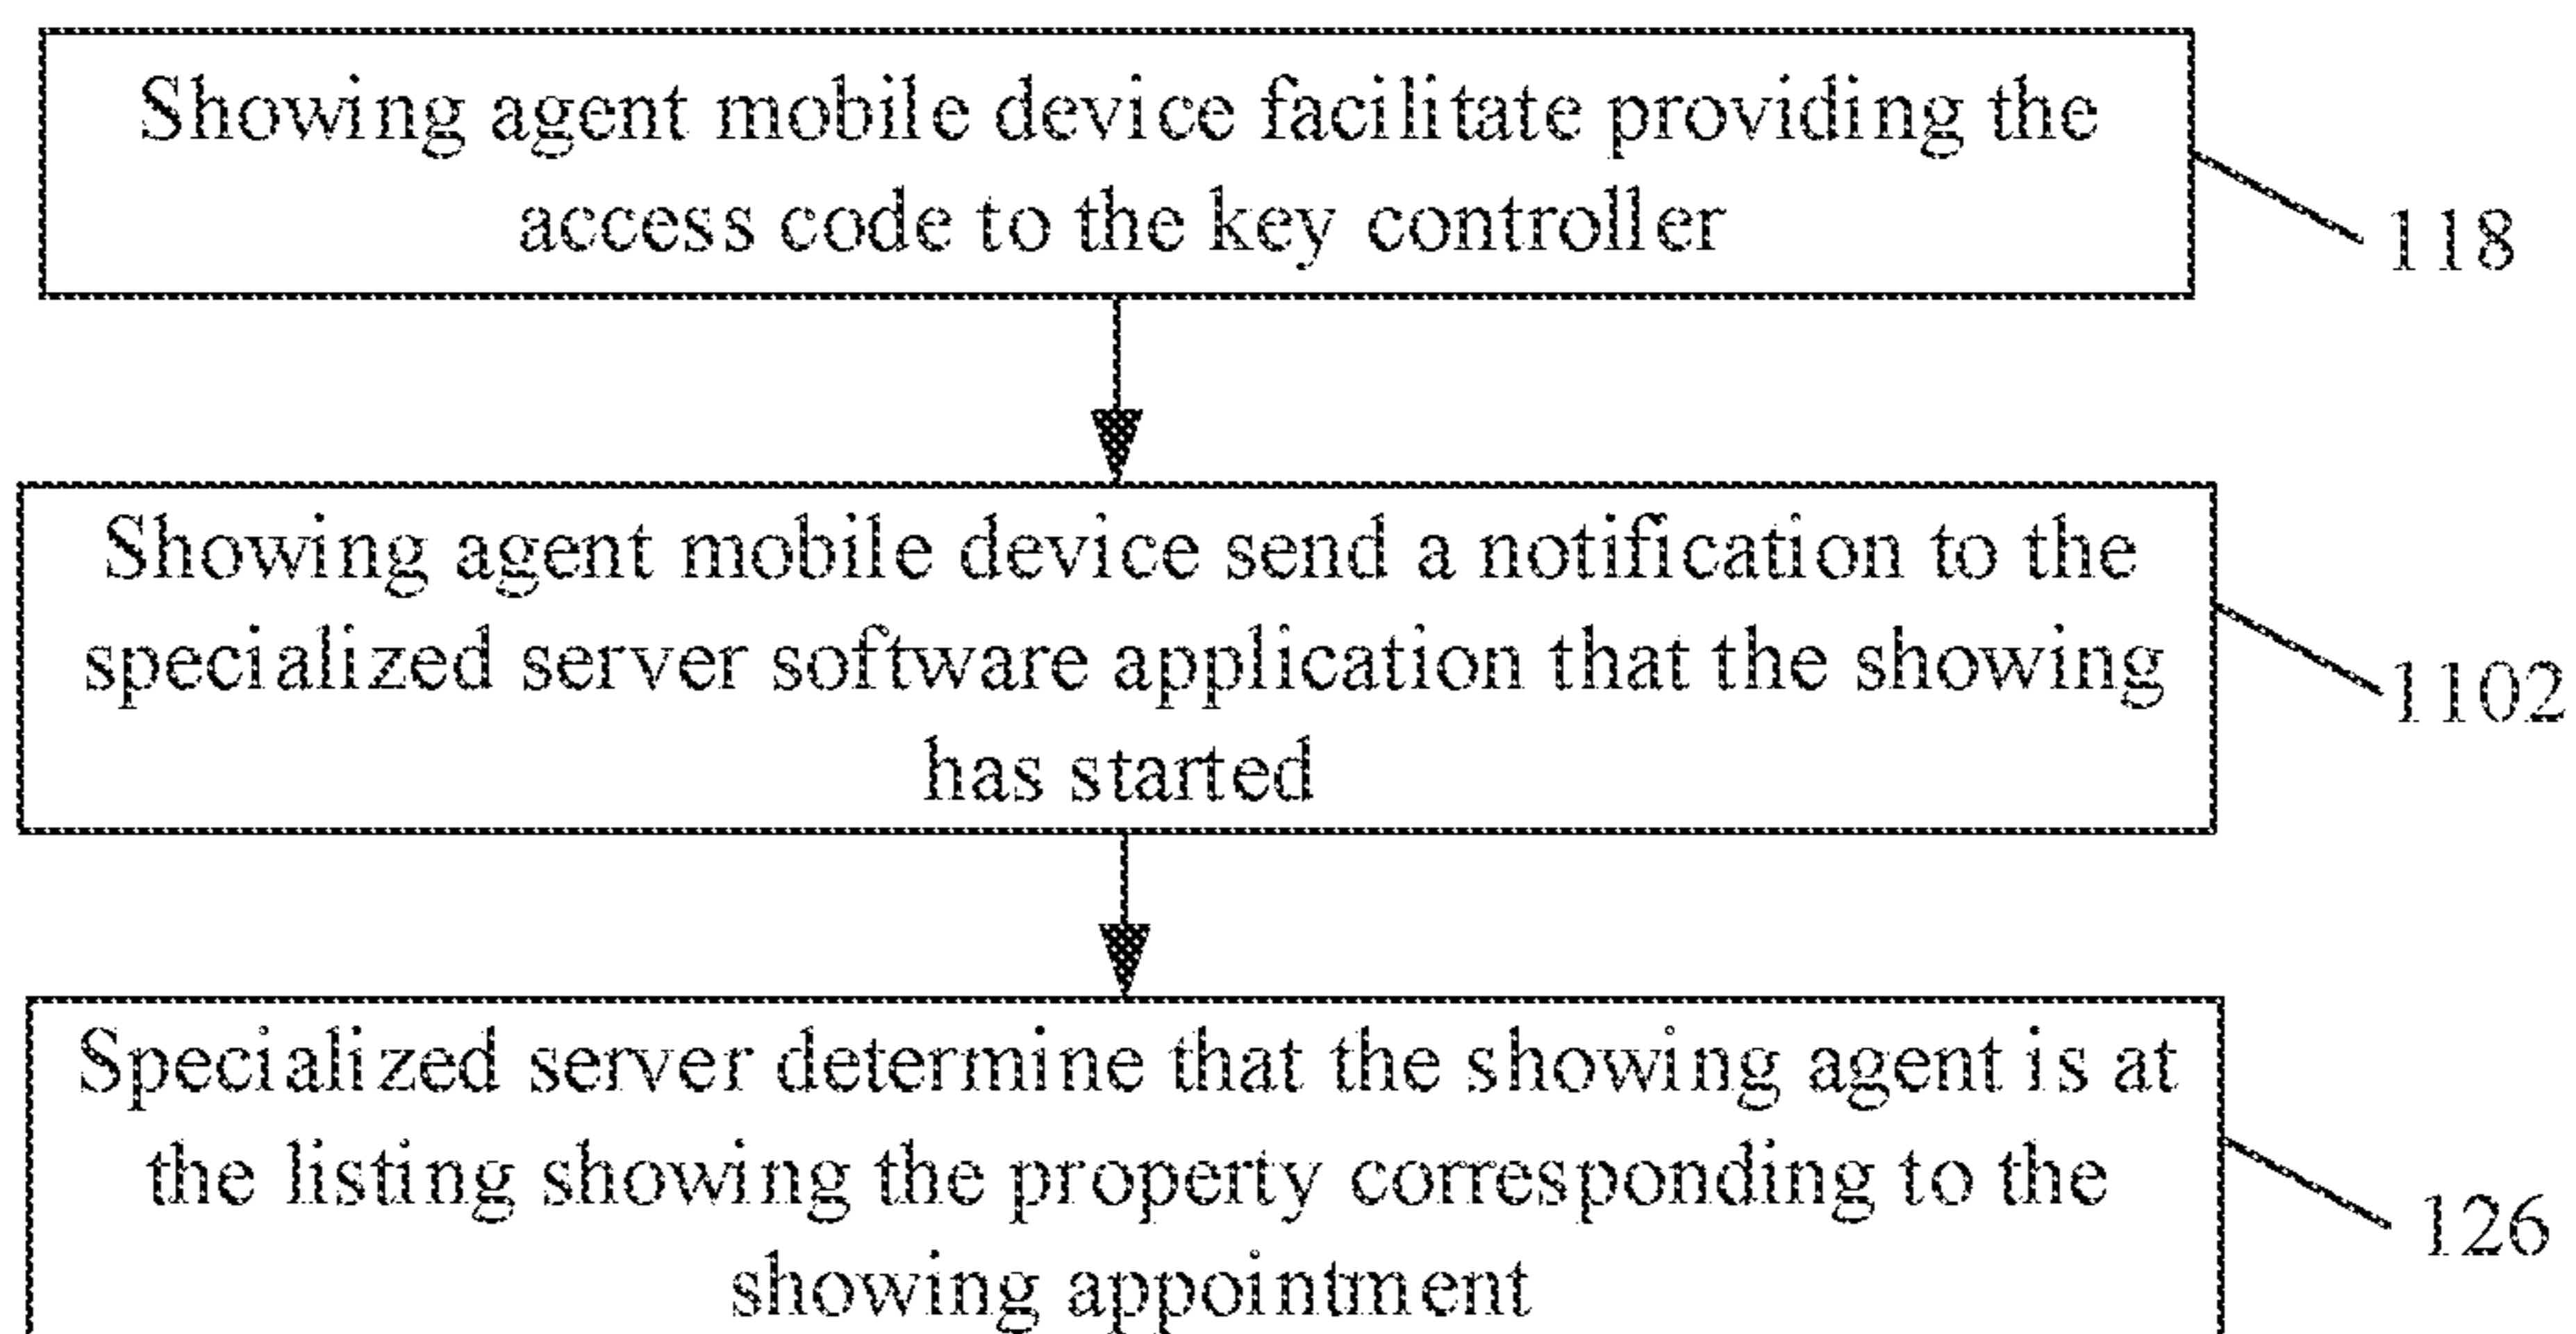 Showing agent mobile device facilitate providing the
access code to the key controller
118
Showing agent mobile device send a notification to the
specialized server software application that the showing
has started
1102
Specialized server determine that the showing agent is at
the listing showing the property corresponding to the
showing appointment
126